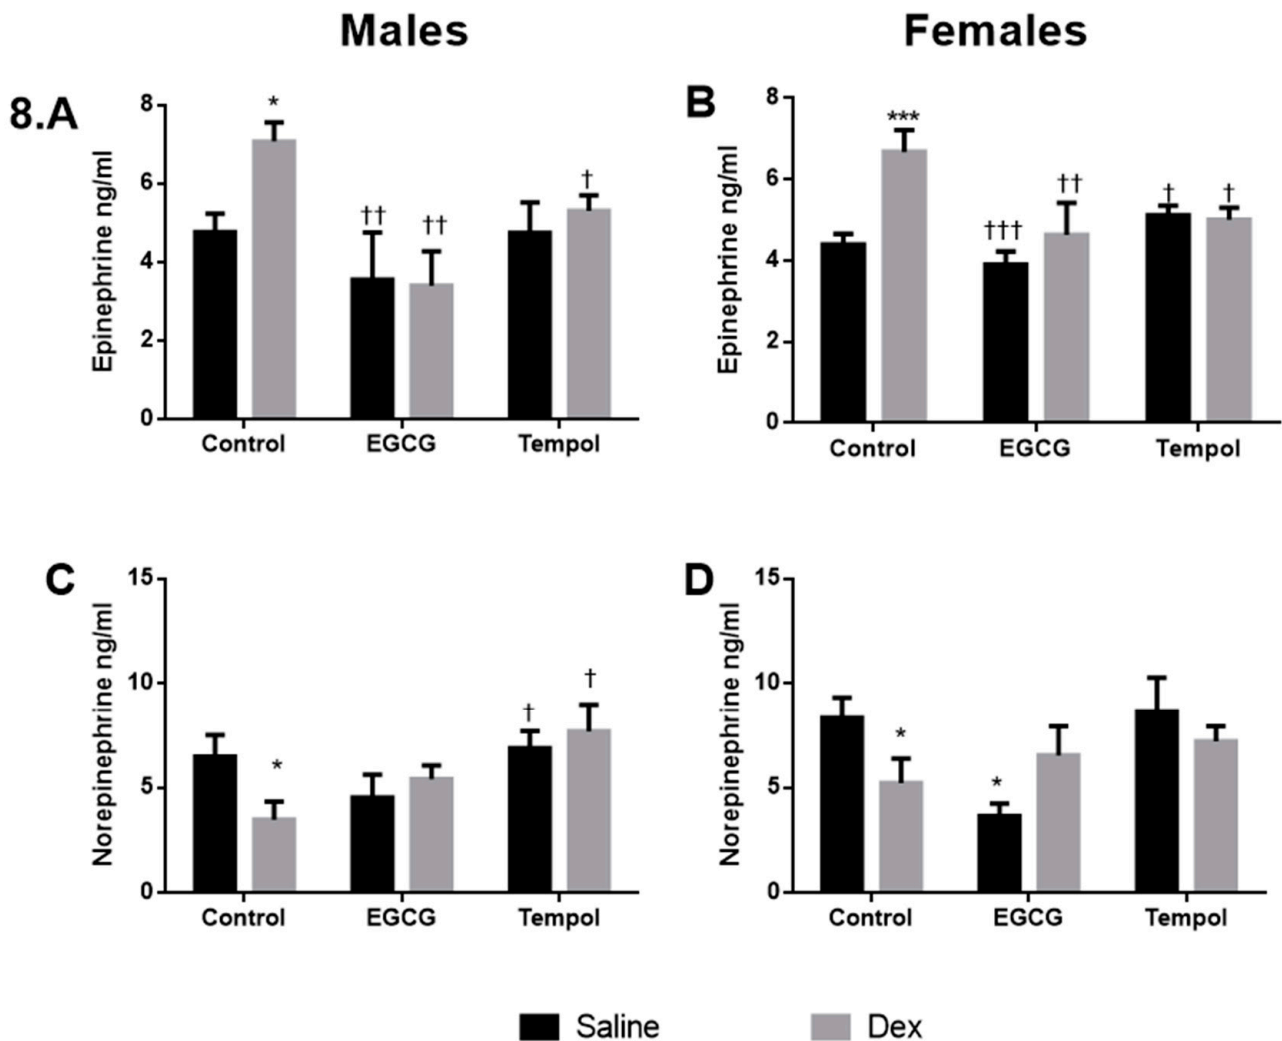 Males
Females
8.A
Epinephrine ng/ml
8
6
4
2
0
*
††
††
†
Control
EGCG
Tempol
B
Epinephrine ng/ml
8
6
4
2
0
***
†††
††
†
†
Control
EGCG
Tempol
C
Norepinephrine ng/ml
15
10
5
0
*
†
†
Control
EGCG
Tempol
D
Norepinephrine ng/ml
15
10
5
0
*
*
Control
EGCG
Tempol
Saline
Dex